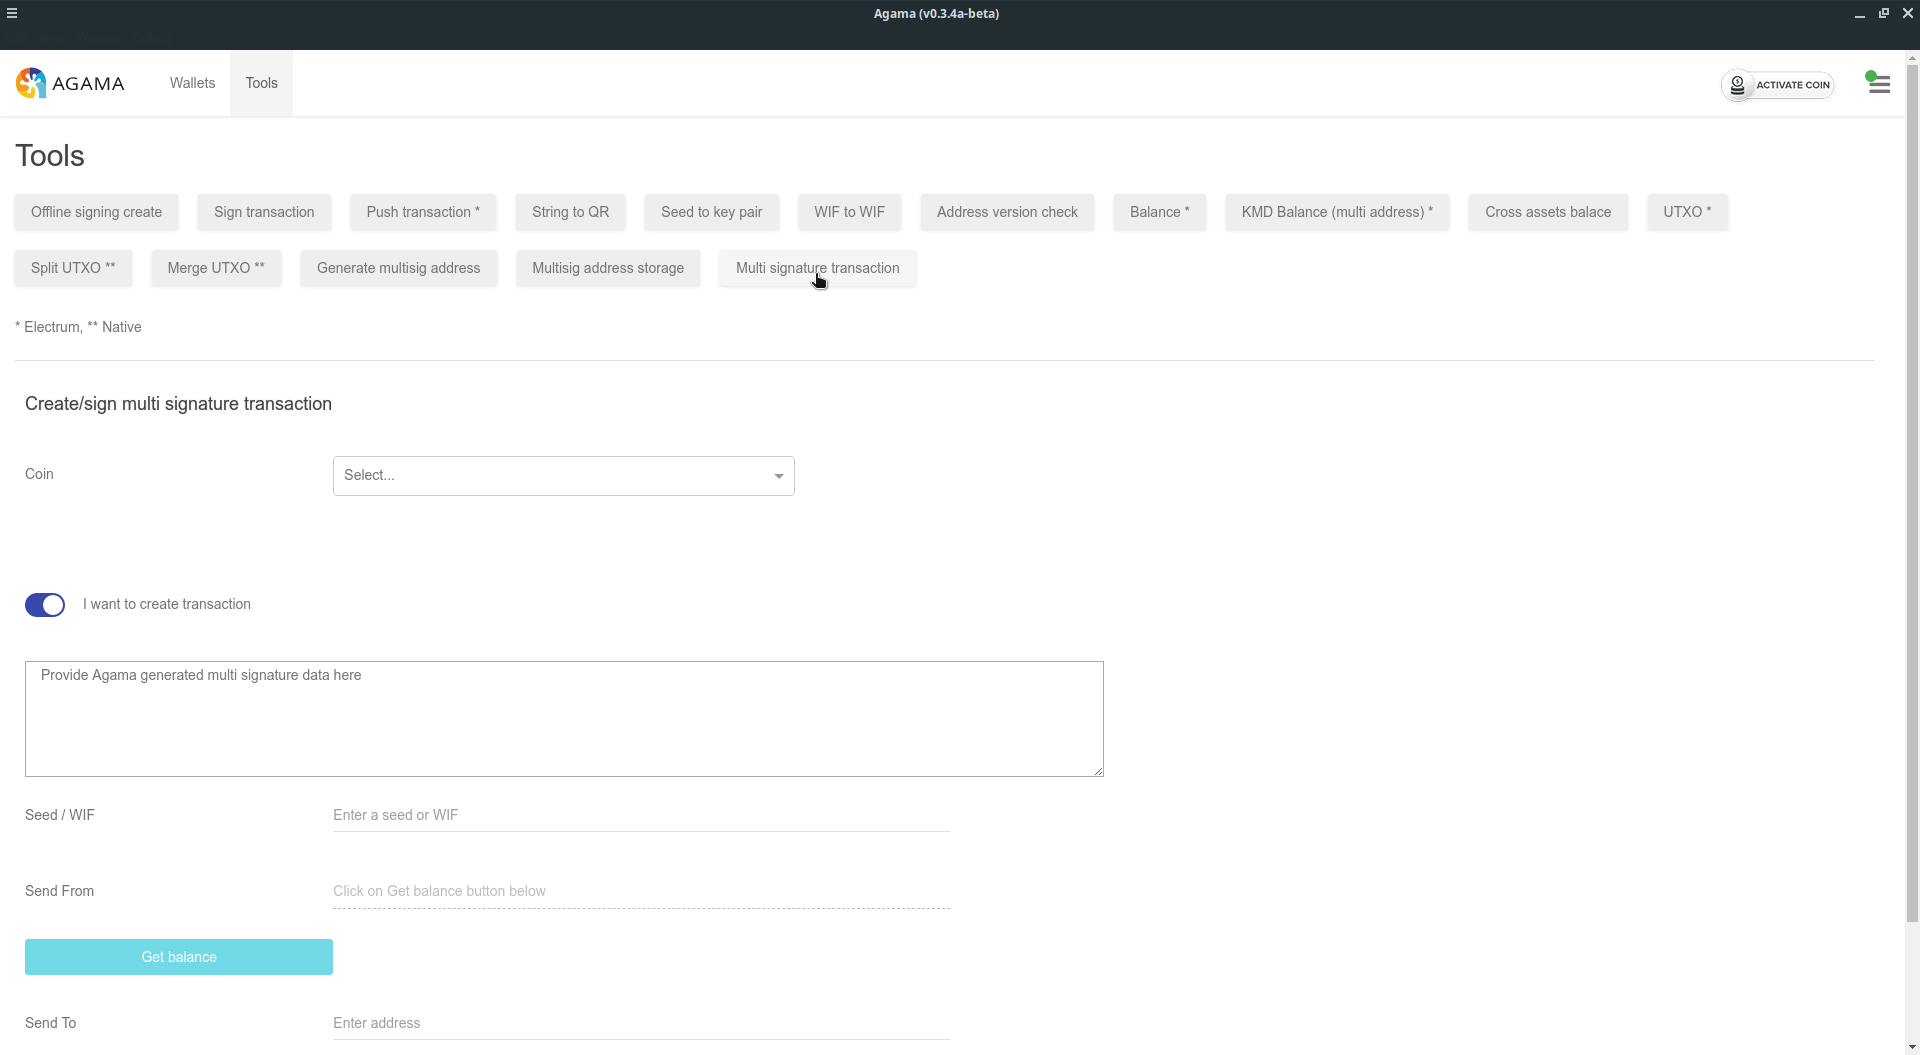 Agama (v0.3.4a-beta)
AGAMA Wallets Tools ACTIVATE COIN
Tools
Offline signing create Sign transaction Push transaction * String to QR Seed to key pair WIF to WIF Address version check Balance * KMD Balance (multi address) * Cross assets balace UTXO *
Split UTXO ** Merge UTXO ** Generate multisig address Multisig address storage Multi signature transaction
* Electrum, ** Native
Create/sign multi signature transaction
Coin Select...
I want to create transaction
Provide Agama generated multi signature data here
Seed / WIF Enter a seed or WIF
Send From Click on Get balance button below
Get balance
Send To Enter address